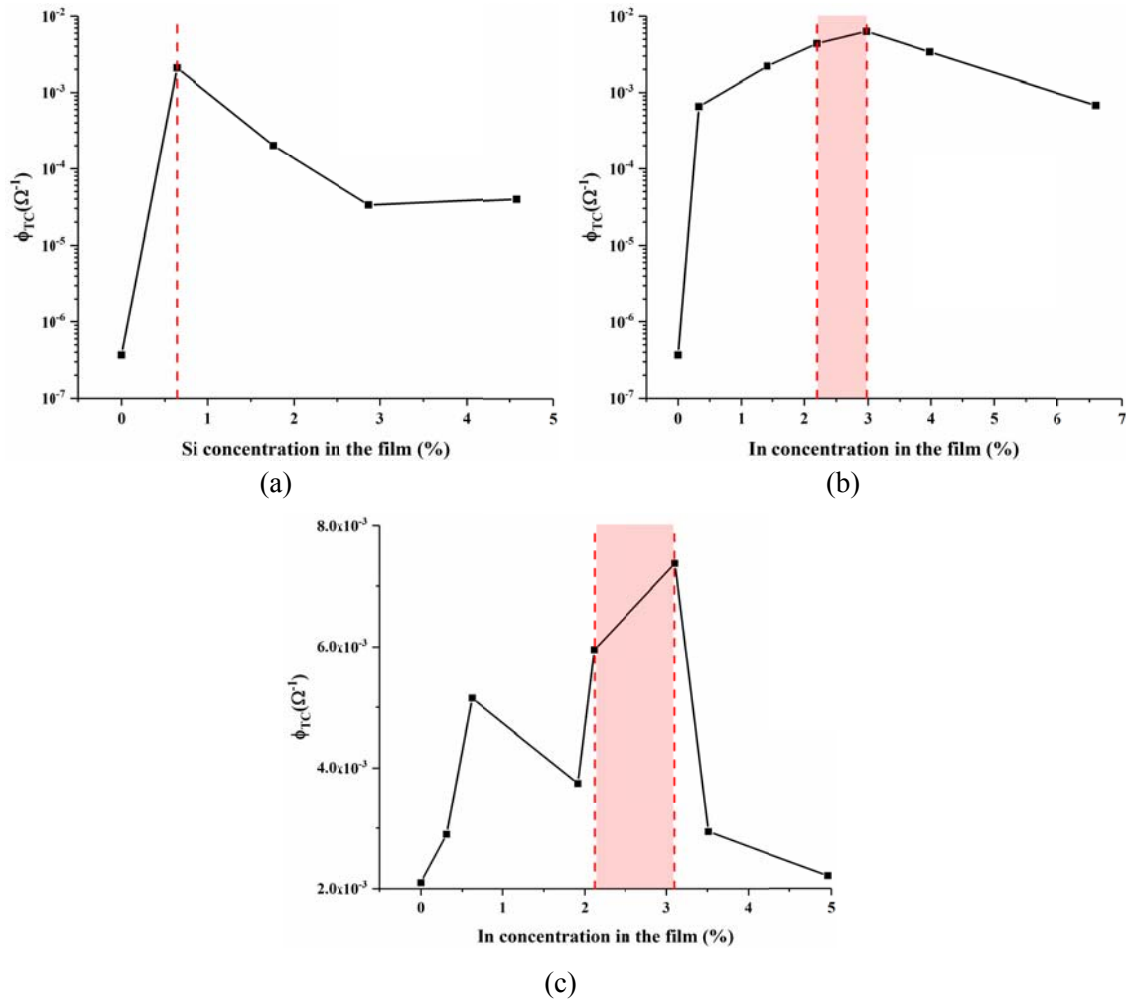 10⁻²
10⁻³
10⁻⁴
10⁻⁵
10⁻⁶
10⁻⁷
ϕTC(Ω⁻¹)
0 1 2 3 4 5
Si concentration in the film (%)
(a)
10⁻²
10⁻³
10⁻⁴
10⁻⁵
10⁻⁶
10⁻⁷
ϕTC(Ω⁻¹)
0 1 2 3 4 5 6 7
In concentration in the film (%)
(b)
8.0x10⁻³
6.0x10⁻³
4.0x10⁻³
2.0x10⁻³
ϕTC(Ω⁻¹)
0 1 2 3 4 5
In concentration in the film (%)
(c)